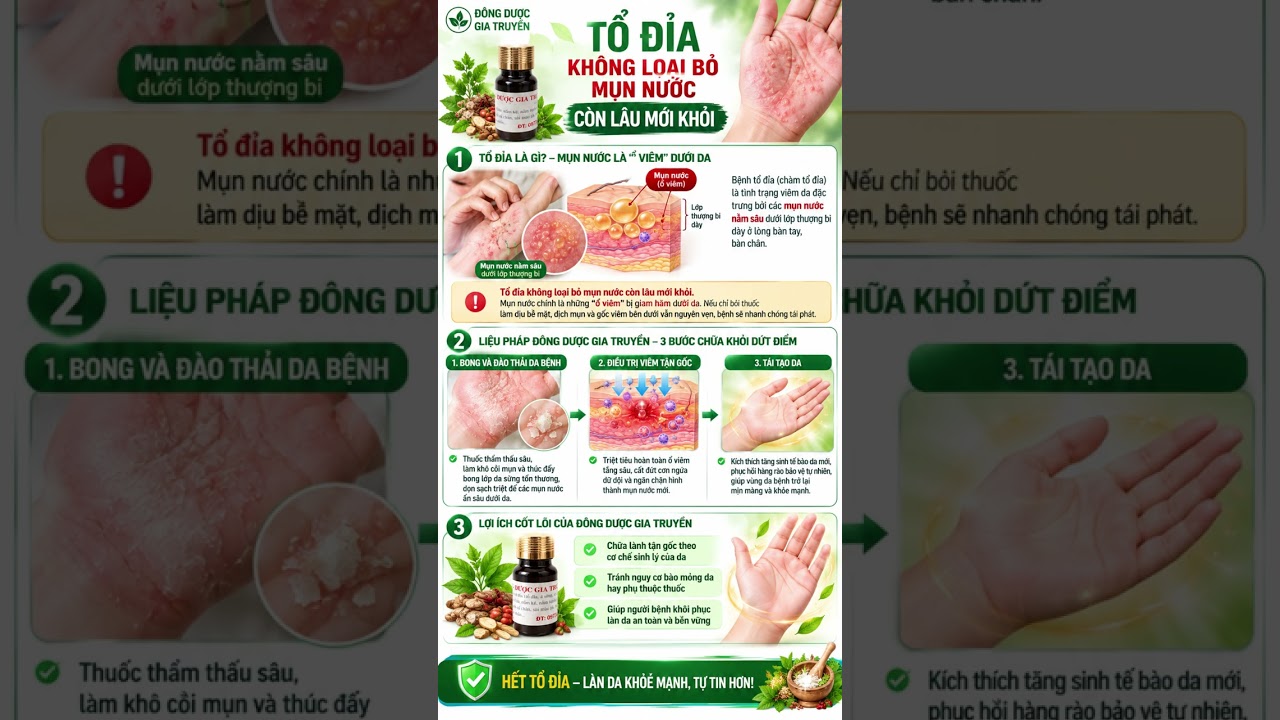 ĐÔNG DƯỢC
GIA TRUYỀN
TỔ ĐỈA
KHÔNG LOẠI BỎ
MỤN NƯỚC
CÒN LÂU MỚI KHỎI
DƯỢC GIA TR
1 TỔ ĐỈA LÀ GÌ? – MỤN NƯỚC LÀ "Ổ VIÊM" DƯỚI DA
Mụn nước
(ổ viêm)
Lớp
thượng bì
dày
Mụn nước nằm sâu
dưới lớp thượng bì
Bệnh tổ đỉa (chàm tổ đỉa)
là tình trạng viêm da đặc
trưng bởi các mụn nước
nằm sâu dưới lớp thượng bì
dày ở lòng bàn tay,
bàn chân.
! Tổ đỉa không loại bỏ mụn nước còn lâu mới khỏi.
Mụn nước chính là những "ổ viêm" bị giam hãm dưới da. Nếu chỉ bôi thuốc
làm dịu bề mặt, dịch mụn và gốc viêm bên dưới vẫn nguyên vẹn, bệnh sẽ nhanh chóng tái phát.
2 LIỆU PHÁP ĐÔNG DƯỢC GIA TRUYỀN – 3 BƯỚC CHỮA KHỎI DỨT ĐIỂM
1. BONG VÀ ĐÀO THẢI DA BỆNH
Thuốc thẩm thấu sâu,
làm khô cồi mụn và thúc đẩy
bong lớp da sừng tổn thương,
dọn sạch triệt để các mụn nước
ẩn sâu dưới da.
2. ĐIỀU TRỊ VIÊM TẬN GỐC
Triệt tiêu hoàn toàn ổ viêm
tầng sâu, cắt đứt cơn ngứa
dữ dội và ngăn chặn hình
thành mụn nước mới.
3. TÁI TẠO DA
Kích thích tăng sinh tế bào da mới,
phục hồi hàng rào bảo vệ tự nhiên,
giúp vùng da bệnh trở lại
mịn màng và khỏe mạnh.
3 LỢI ÍCH CỐT LÕI CỦA ĐÔNG DƯỢC GIA TRUYỀN
DƯỢC GIA TR
Chữa lành tận gốc theo
cơ chế sinh lý của da
Tránh nguy cơ bào mỏng da
hay phụ thuộc thuốc
Giúp người bệnh khôi phục
làn da an toàn và bền vững
HẾT TỔ ĐỈA – LÀN DA KHỎE MẠNH, TỰ TIN HƠN!